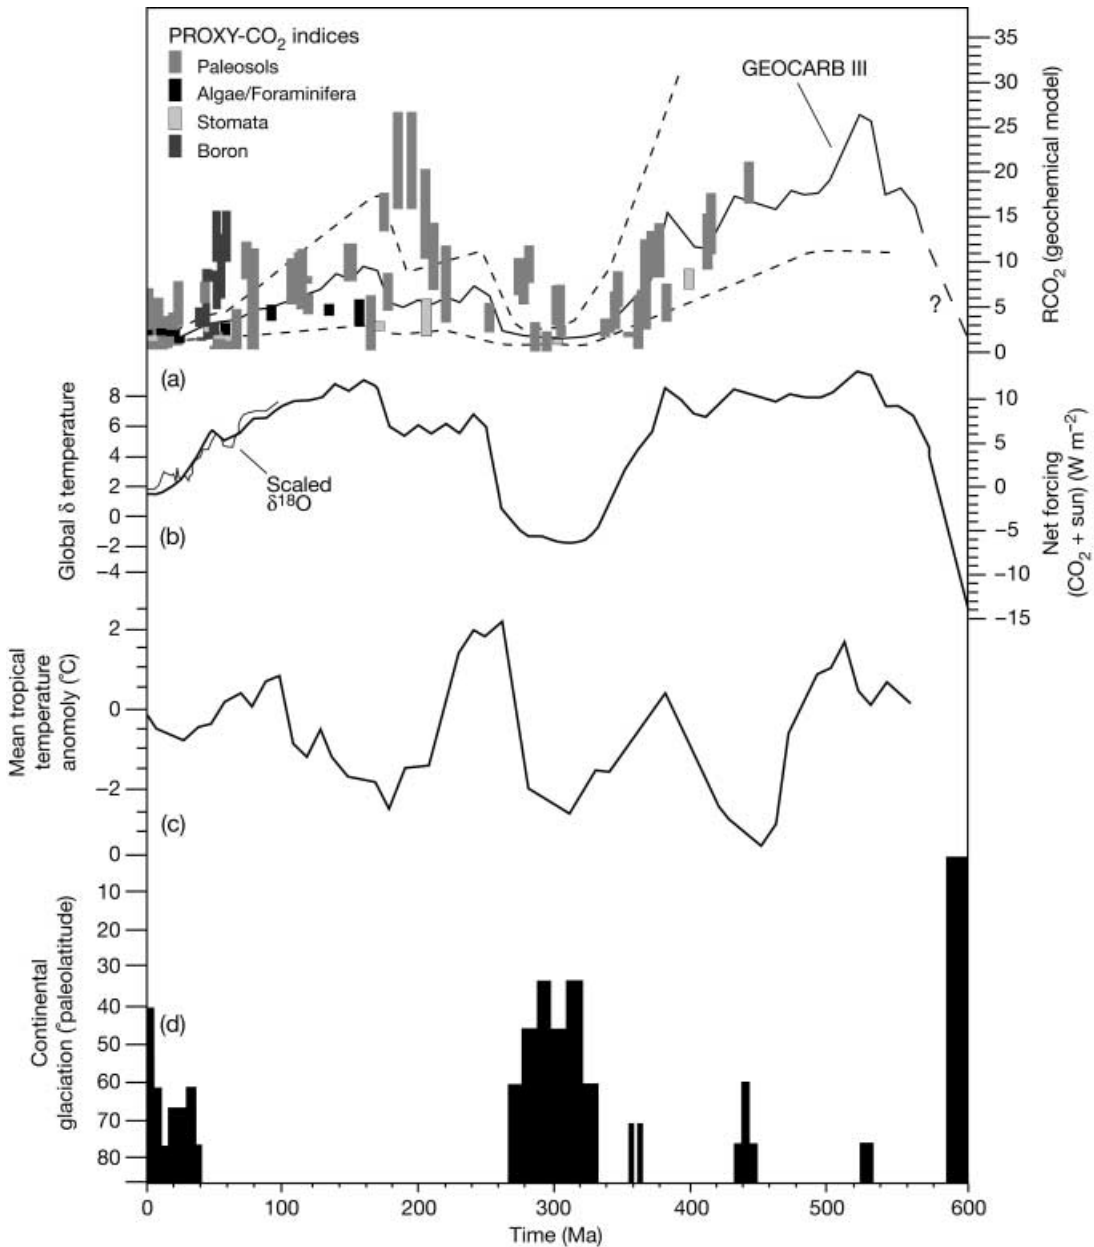 PROXY-CO2 indices
Paleosols
Algae/Foraminifera
Stomata
Boron
GEOCARB III
35
30
25
20
15
10
5
0
RCO2 (geochemical model)
?
(a)
8
6
4
2
0
−2
−4
Global δ temperature
Scaled
δ18O
(b)
10
5
0
−5
−10
−15
Net forcing
(CO2 + sun) (W m−2)
2
0
−2
Mean tropical
temperature
anomoly (°C)
(c)
0
10
20
30
40
50
60
70
80
Continental
glaciation (°paleolatitude)
(d)
0
100
200
300
400
500
600
Time (Ma)